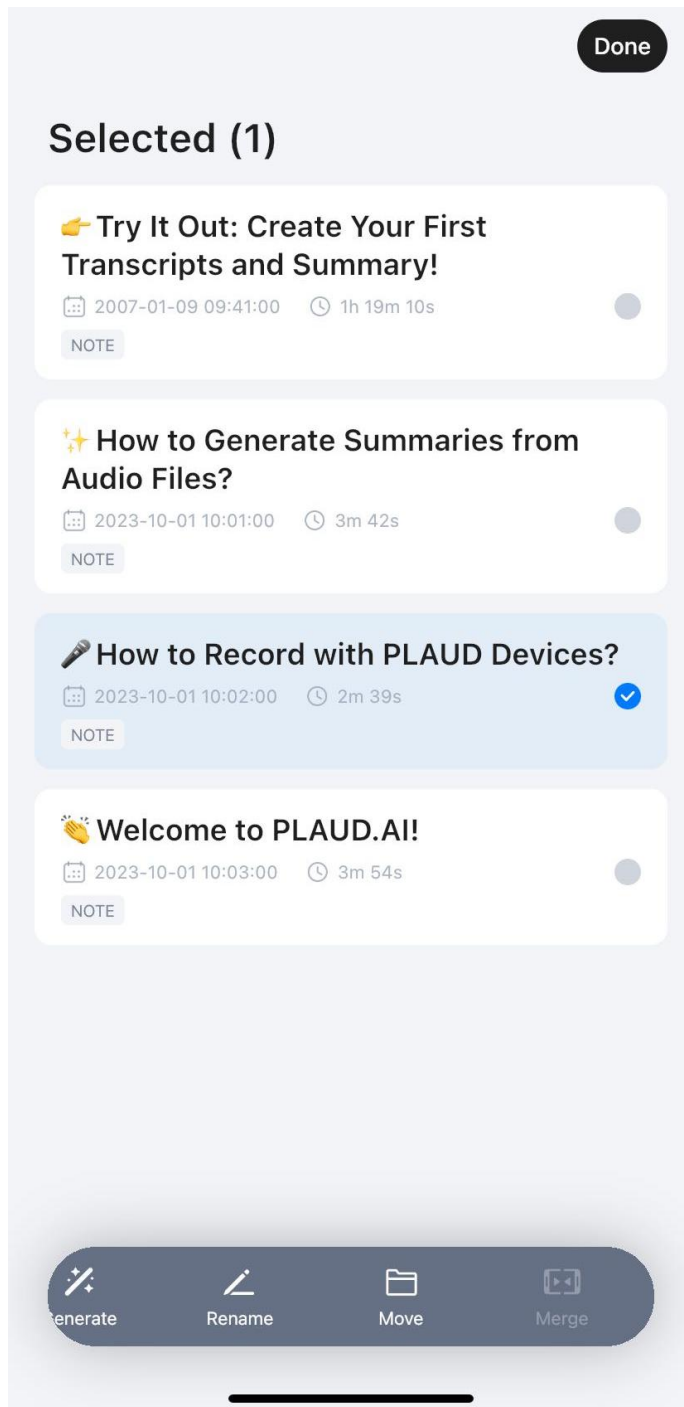 Done
Selected (1)
👉Try It Out: Create Your First
Transcripts and Summary!
2007-01-09 09:41:00 1h 19m 10s
NOTE
✨How to Generate Summaries from
Audio Files?
2023-10-01 10:01:00 3m 42s
NOTE
🎤How to Record with PLAUD Devices?
2023-10-01 10:02:00 2m 39s
NOTE
👏Welcome to PLAUD.AI!
2023-10-01 10:03:00 3m 54s
NOTE
enerate Rename Move Merge